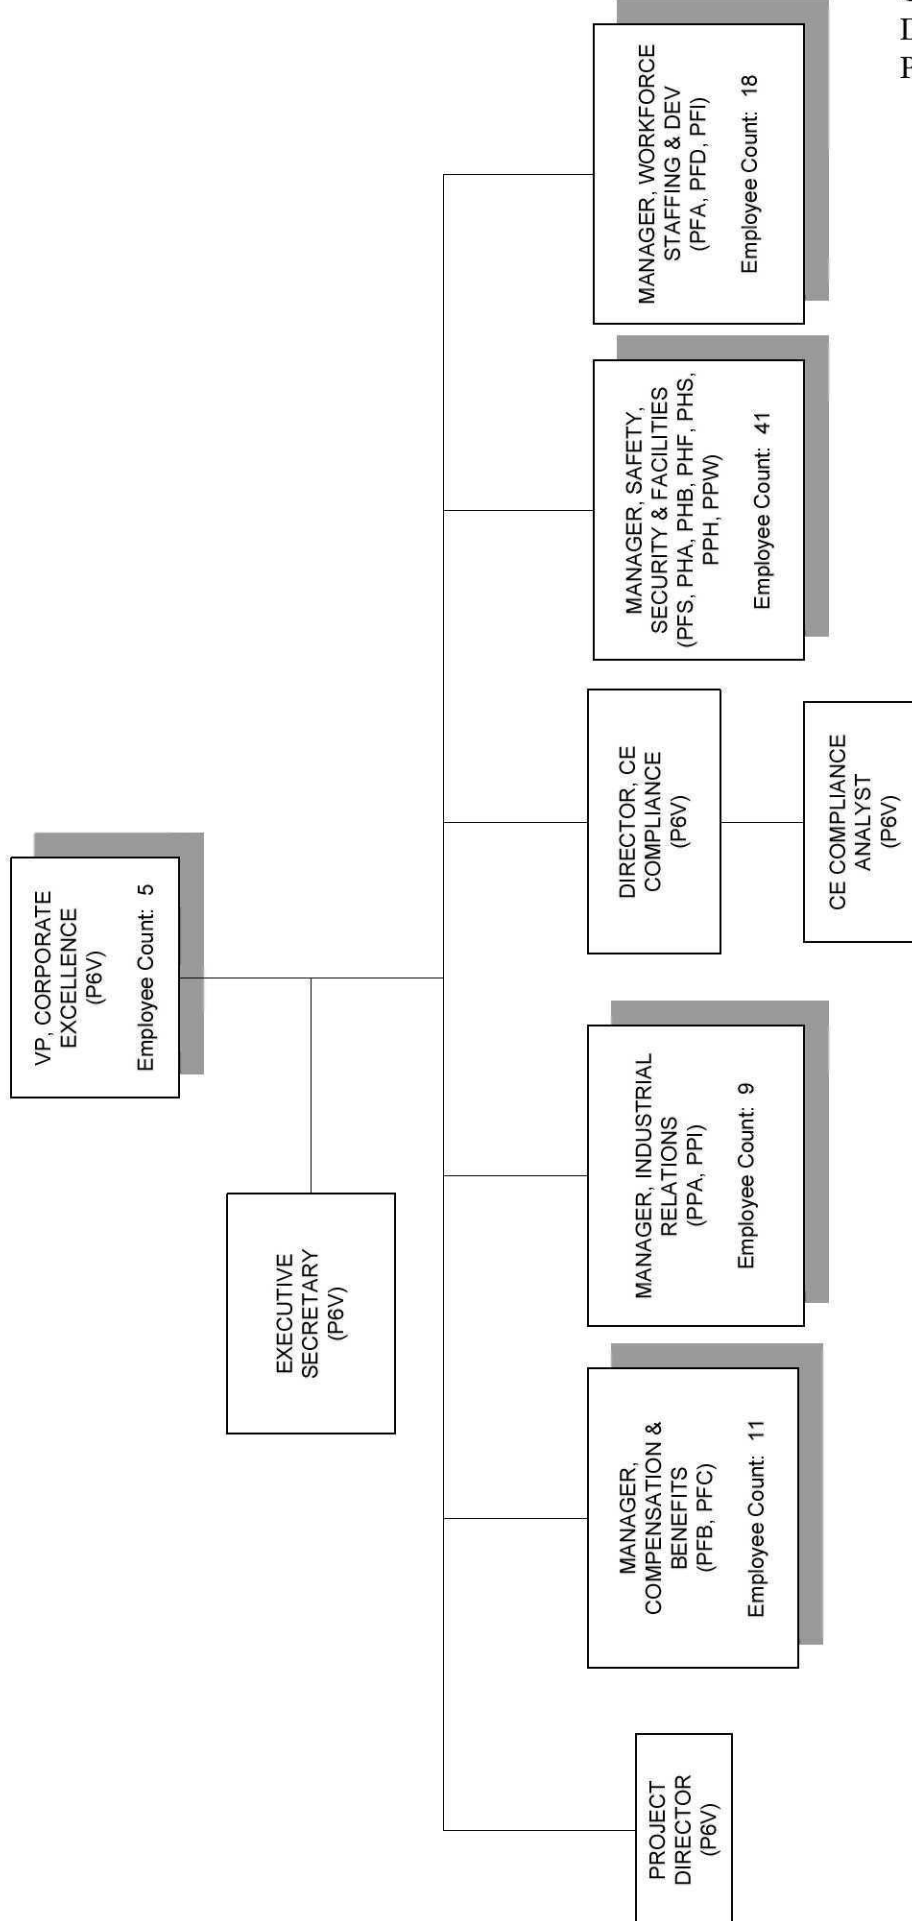 VP, CORPORATE
EXCELLENCE
(P6V)
Employee Count: 5
EXECUTIVE
SECRETARY
(P6V)
PROJECT
DIRECTOR
(P6V)
MANAGER,
COMPENSATION &
BENEFITS
(PFB, PFC)
Employee Count: 11
MANAGER, INDUSTRIAL
RELATIONS
(PPA, PPI)
Employee Count: 9
DIRECTOR, CE
COMPLIANCE
(P6V)
CE COMPLIANCE
ANALYST
(P6V)
MANAGER, SAFETY,
SECURITY & FACILITIES
(PFS, PHA, PHB, PHF, PHS,
PPH, PPW)
Employee Count: 41
MANAGER, WORKFORCE
STAFFING & DEV
(PFA, PFD, PFI)
Employee Count: 18